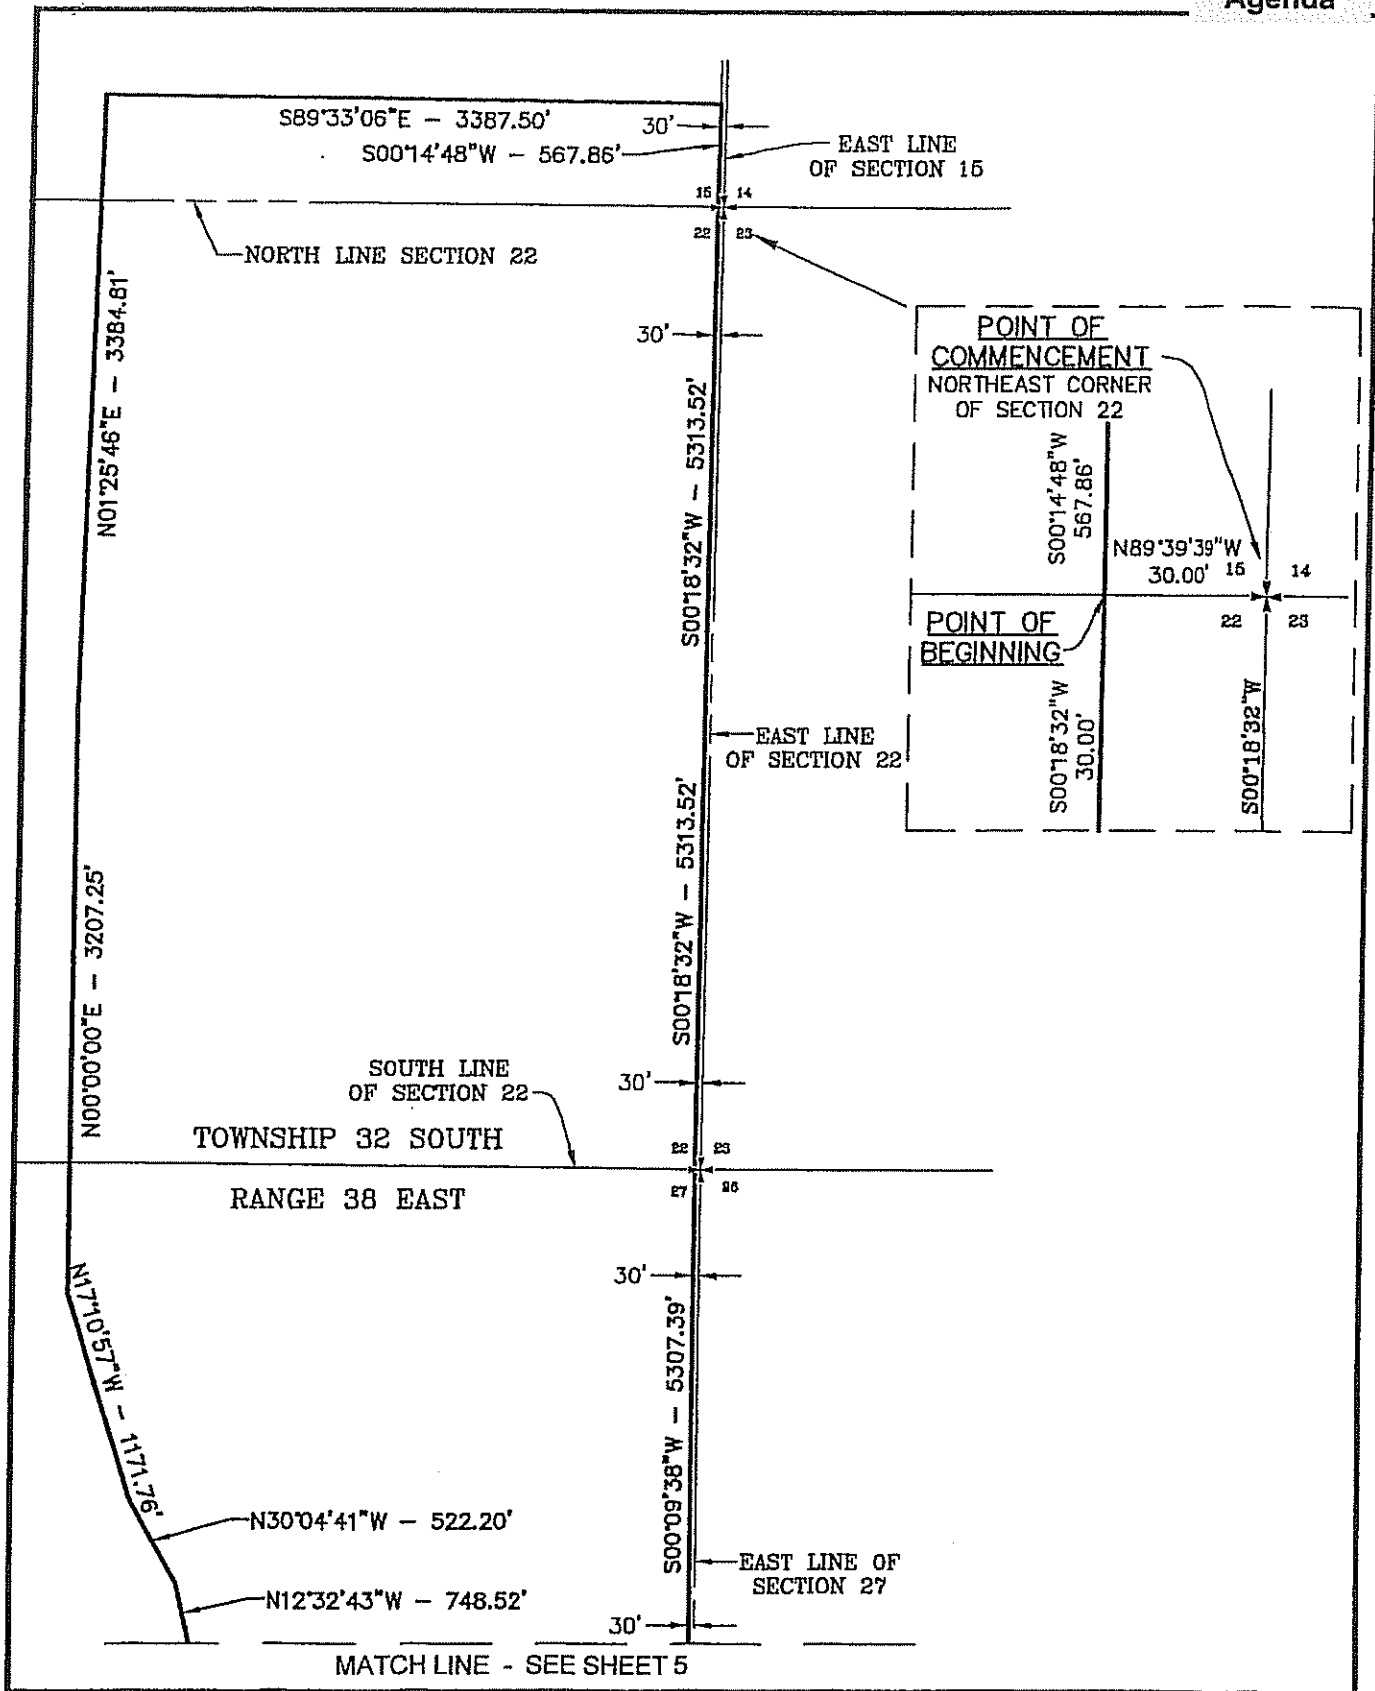 Agenda
S89°33'06"E - 3387.50'
30'
S00°14'48"W - 567.86'
EAST LINE
OF SECTION 15
15 14
22 23
NORTH LINE SECTION 22
N01°25'46"E - 3384.81'
30'
S00°18'32"W - 5313.52'
POINT OF
COMMENCEMENT
NORTHEAST CORNER
OF SECTION 22
S00°14'48"W
567.86'
N89°39'39"W
30.00'
15 14
22 23
POINT OF
BEGINNING
S00°18'32"W
30.00'
S00°18'32"W
EAST LINE
OF SECTION 22
S00°18'32"W - 5313.52'
N00°00'00"E - 3207.25'
SOUTH LINE
OF SECTION 22
30'
TOWNSHIP 32 SOUTH
22 23
27 26
RANGE 38 EAST
30'
N17°10'57"W - 1171.76'
S00°09'38"W - 5307.39'
N30°04'41"W - 522.20'
EAST LINE OF
SECTION 27
N12°32'43"W - 748.52'
30'
MATCH LINE - SEE SHEET 5